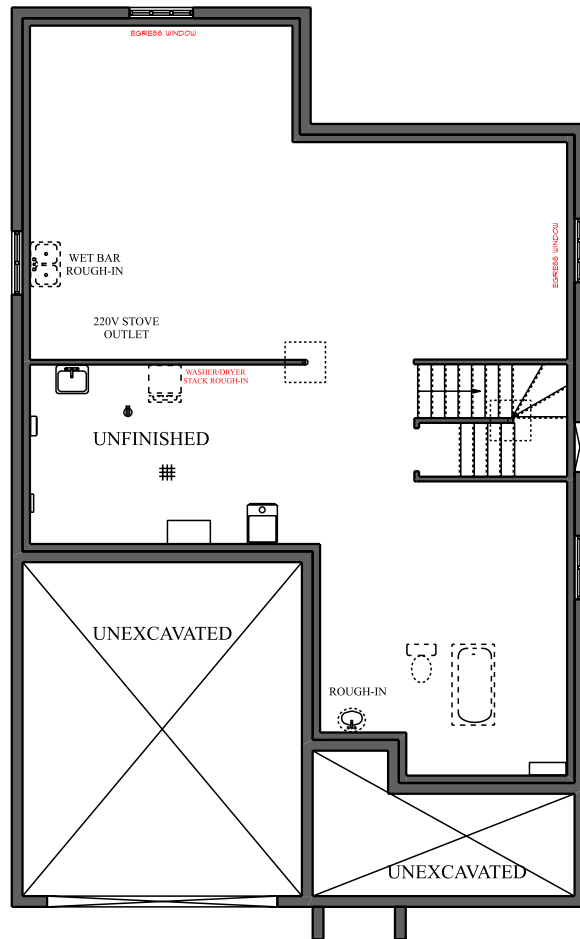 EGRESS WINDOW
EGRESS WINDOW
WET BAR
ROUGH-IN
220V STOVE
OUTLET
WASHER/DRYER
STACK ROUGH-IN
UNFINISHED
UNEXCAVATED
ROUGH-IN
UNEXCAVATED